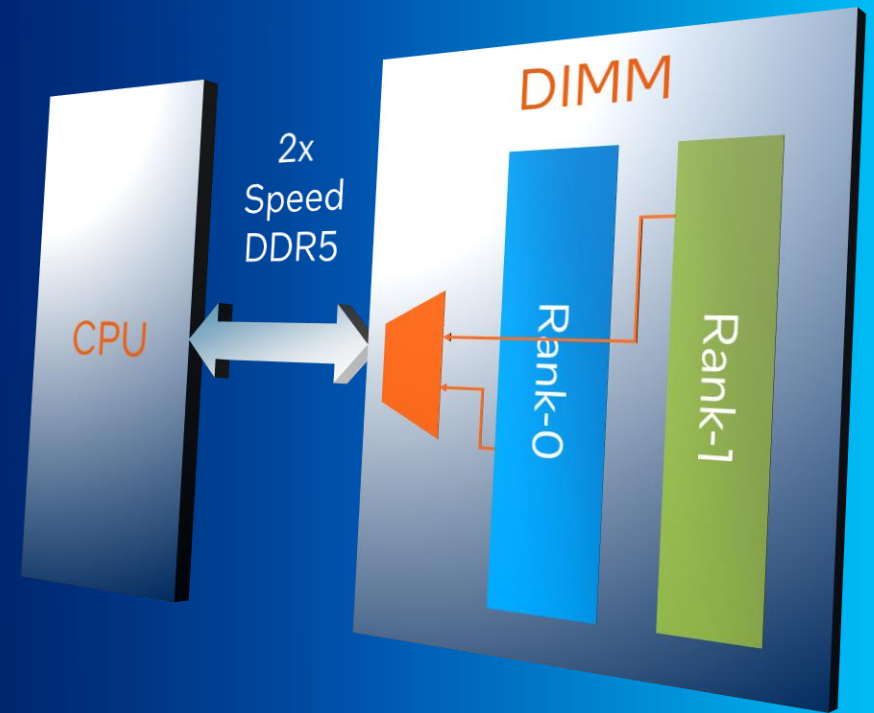 CPU
2x
Speed
DDR5
DIMM
Rank-0
Rank-1